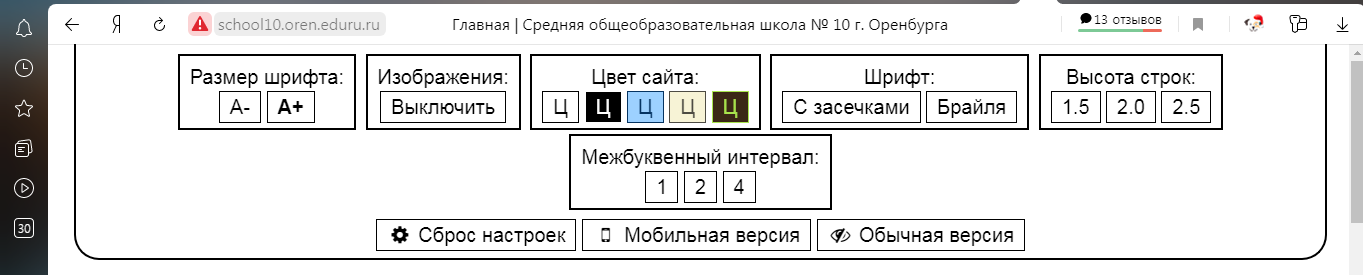 Я school10.oren.eduru.ru Главная | Средняя общеобразовательная школа № 10 г. Оренбурга 13 отзывов
Размер шрифта:
А- А+
Изображения:
Выключить
Цвет сайта:
Ц Ц Ц Ц Ц
Шрифт:
С засечками Брайля
Высота строк:
1.5 2.0 2.5
Межбуквенный интервал:
1 2 4
Сброс настроек Мобильная версия Обычная версия
30